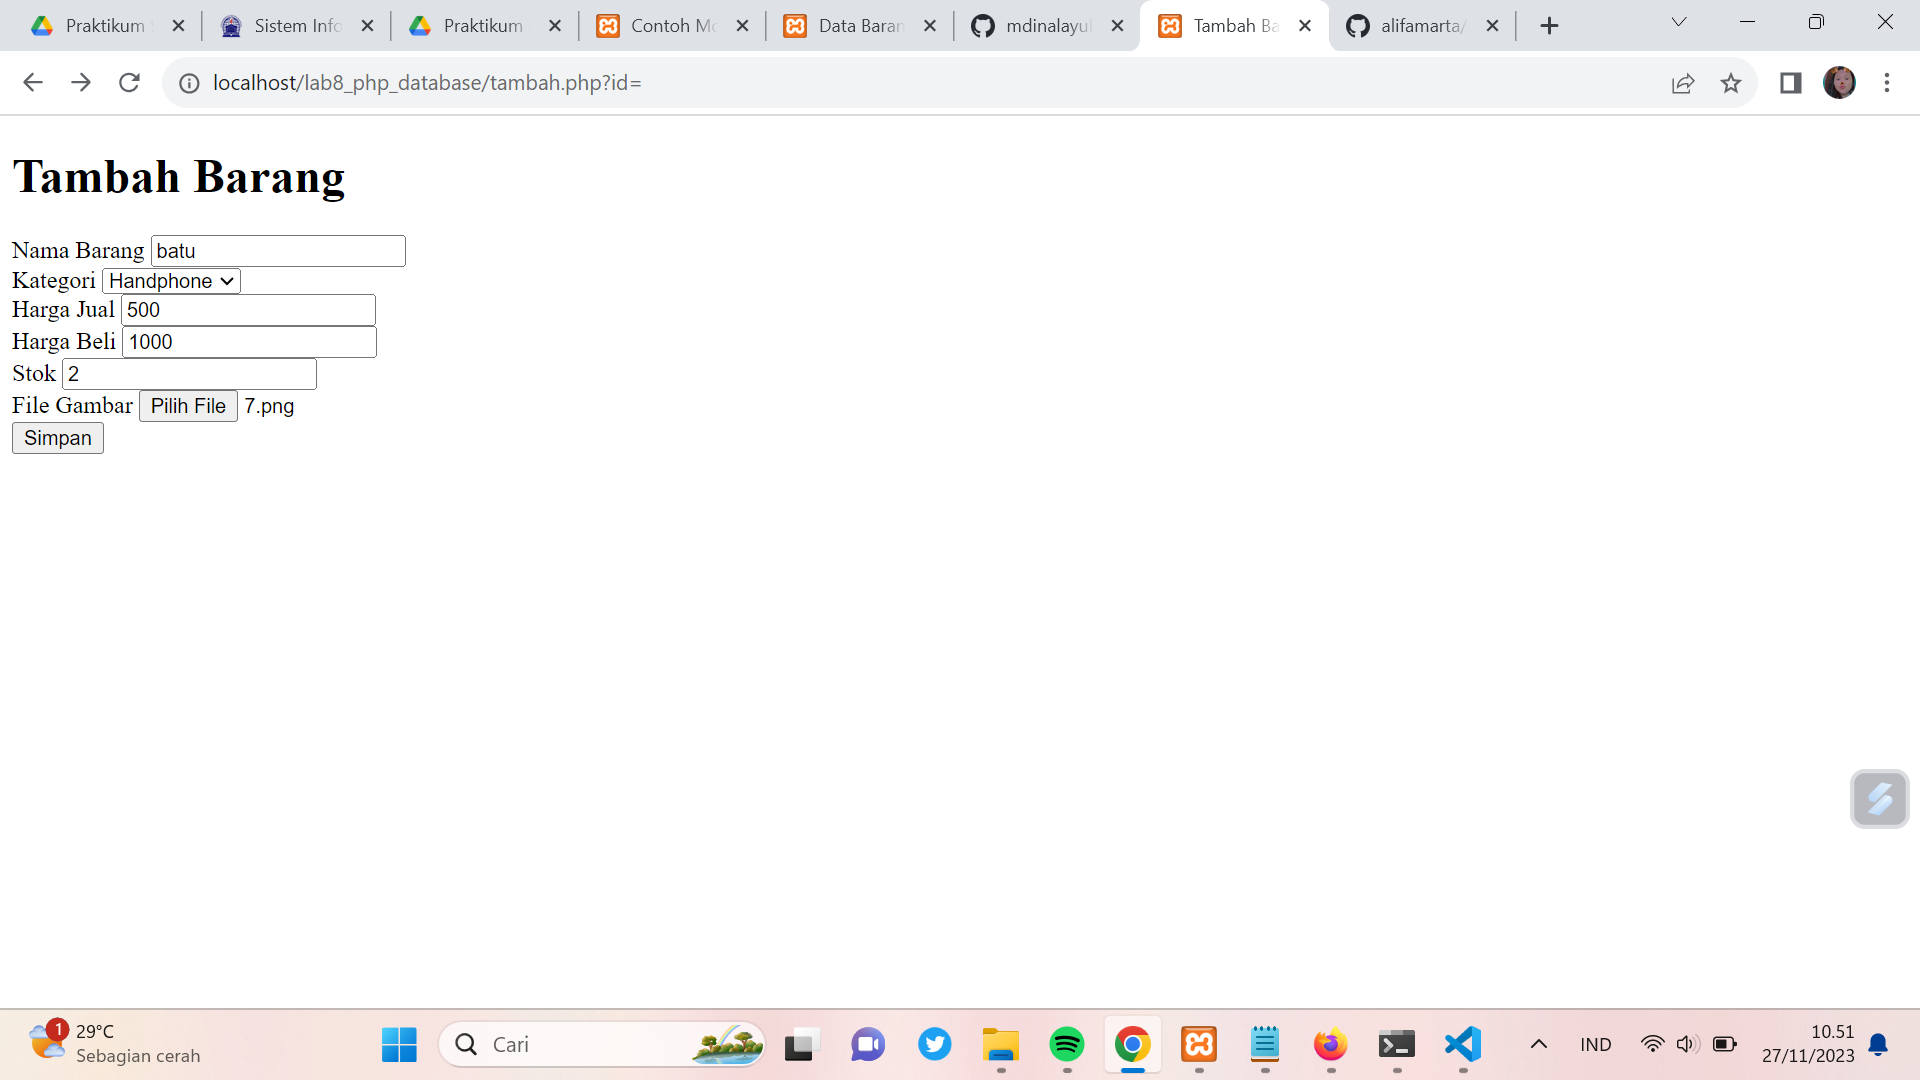 Praktikum
Sistem Info
Praktikum
Contoh Mo
Data Baran
mdinalayul
Tambah Ba
alifamarta/
localhost/lab8_php_database/tambah.php?id=
Tambah Barang
Nama Barang batu
Kategori Handphone
Harga Jual 500
Harga Beli 1000
Stok 2
File Gambar Pilih File 7.png
Simpan
1
29°C
Sebagian cerah
Cari
IND
10.51
27/11/2023